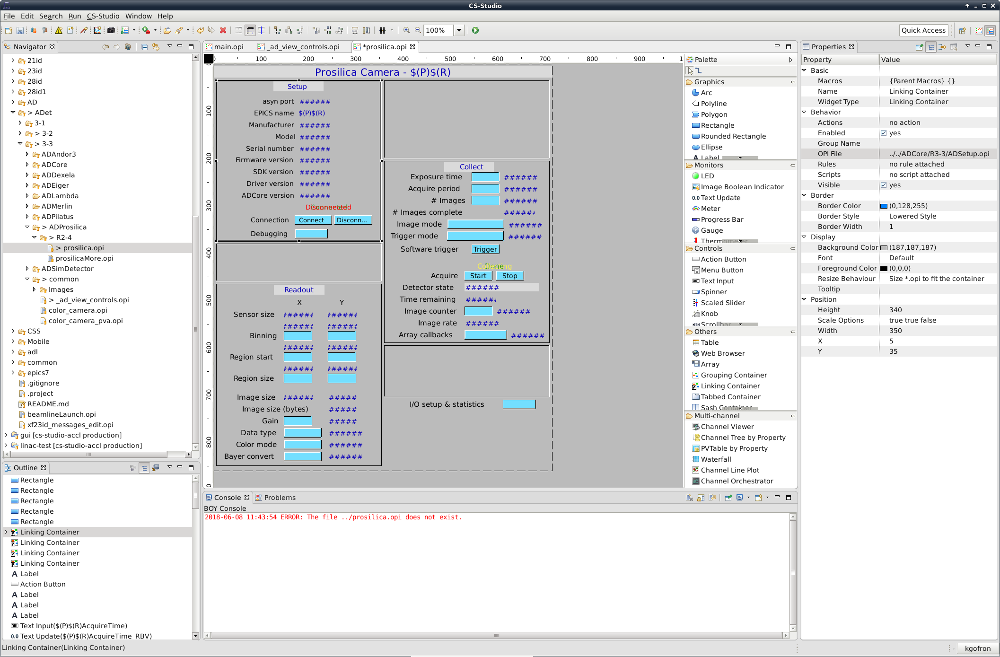 CS-Studio
File Edit Search Run CS-Studio Window Help
100%
Quick Access
Navigator
21id
23id
28id
28id1
AD
> ADet
3-1
> 3-2
> 3-3
ADAndor3
ADCore
ADDexela
ADEiger
ADLambda
ADMerlin
ADPilatus
> ADProsilica
> R2-4
> prosilica.opi
prosilicaMore.opi
ADSimDetector
> common
Images
> _ad_view_controls.opi
color_camera.opi
color_camera_pva.opi
CSS
Mobile
adl
common
epics7
.gitignore
.project
README.md
beamlineLaunch.opi
xf23id_messages_edit.opi
gui [cs-studio-accl production]
linac-test [cs-studio-accl production]
Outline
Rectangle
Rectangle
Rectangle
Rectangle
Rectangle
Linking Container
Linking Container
Linking Container
Linking Container
Label
Action Button
Label
Label
Label
Text Input($(P)$(R)AcquireTime)
Text Update($(P)$(R)AcquireTime_RBV)
Linking Container(Linking Container)
main.opi
_ad_view_controls.opi
*prosilica.opi
100 200 300 400 500 600 700 800 900 1
100
200
300
400
500
600
700
800
0
Prosilica Camera - $(P)$(R)
Setup
asyn port ######
EPICS name $(P)$(R)
Manufacturer ######
Model ######
Serial number ######
Firmware version ######
SDK version ######
Driver version ######
ADCore version ######
Disconnected
Connection Connect Disconn...
Debugging
Readout
X Y
Sensor size ###### ######
###### ######
Binning
###### ######
Region start
###### ######
Region size
Image size ###### #####
Image size (bytes) #####
Gain #####
Data type ######
Color mode ######
Bayer convert ######
Collect
Exposure time ######
Acquire period ######
# Images ######
# Images complete ######
Image mode ######
Trigger mode ######
Software trigger Trigger
Collecting
Acquire Start Stop
Detector state ######
Time remaining ######
Image counter ######
Image rate ######
Array callbacks ######
I/O setup & statistics
Palette
Graphics
Arc
Polyline
Polygon
Rectangle
Rounded Rectangle
Ellipse
Label
Monitors
LED
Image Boolean Indicator
0.0 Text Update
Meter
Progress Bar
Gauge
Thermometer
Controls
Action Button
Menu Button
Text Input
Spinner
Scaled Slider
Knob
Scrollbar
Others
Table
Web Browser
Array
Grouping Container
Linking Container
Tabbed Container
Sash Container
Multi-channel
Channel Viewer
Channel Tree by Property
PVTable by Property
Waterfall
Channel Line Plot
Channel Orchestrator
Console Problems
BOY Console
2018-06-08 11:43:54 ERROR: The file ../prosilica.opi does not exist.
Properties
Property Value
Basic
Macros {Parent Macros} {}
Name Linking Container
Widget Type Linking Container
Behavior
Actions no action
Enabled yes
Group Name
OPI File ../../ADCore/R3-3/ADSetup.opi
Rules no rule attached
Scripts no script attached
Visible yes
Border
Border Color (0,128,255)
Border Style Lowered Style
Border Width 1
Display
Background Color (187,187,187)
Font Default
Foreground Color (0,0,0)
Resize Behaviour Size *.opi to fit the container
Tooltip
Position
Height 340
Scale Options true true false
Width 350
X 5
Y 35
kgofron